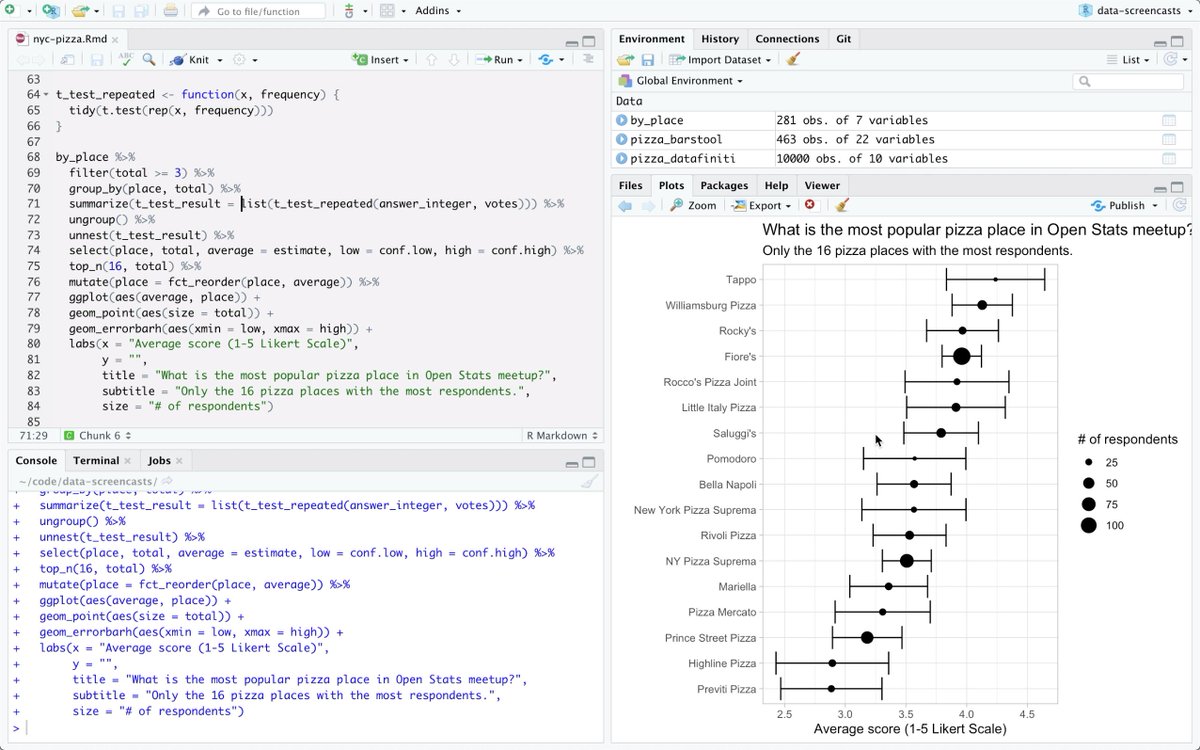 Go to file/function
Addins
data-screencasts
nyc-pizza.Rmd
ABC
Knit
Insert
Run
63
64 t_test_repeated <- function(x, frequency) {
65 tidy(t.test(rep(x, frequency)))
66 }
67
68 by_place %>%
69 filter(total >= 3) %>%
70 group_by(place, total) %>%
71 summarize(t_test_result = list(t_test_repeated(answer_integer, votes))) %>%
72 ungroup() %>%
73 unnest(t_test_result) %>%
74 select(place, total, average = estimate, low = conf.low, high = conf.high) %>%
75 top_n(16, total) %>%
76 mutate(place = fct_reorder(place, average)) %>%
77 ggplot(aes(average, place)) +
78 geom_point(aes(size = total)) +
79 geom_errorbarh(aes(xmin = low, xmax = high)) +
80 labs(x = "Average score (1-5 Likert Scale)",
81 y = "",
82 title = "What is the most popular pizza place in Open Stats meetup?",
83 subtitle = "Only the 16 pizza places with the most respondents.",
84 size = "# of respondents")
85
71:29 C Chunk 6 R Markdown
Console Terminal Jobs
~/code/data-screencasts/
+ group_by(place, total) %>%
+ summarize(t_test_result = list(t_test_repeated(answer_integer, votes))) %>%
+ ungroup() %>%
+ unnest(t_test_result) %>%
+ select(place, total, average = estimate, low = conf.low, high = conf.high) %>%
+ top_n(16, total) %>%
+ mutate(place = fct_reorder(place, average)) %>%
+ ggplot(aes(average, place)) +
+ geom_point(aes(size = total)) +
+ geom_errorbarh(aes(xmin = low, xmax = high)) +
+ labs(x = "Average score (1-5 Likert Scale)",
+ y = "",
+ title = "What is the most popular pizza place in Open Stats meetup?",
+ subtitle = "Only the 16 pizza places with the most respondents.",
+ size = "# of respondents")
>
Environment History Connections Git
Import Dataset List
Global Environment
Data
by_place 281 obs. of 7 variables
pizza_barstool 463 obs. of 22 variables
pizza_datafiniti 10000 obs. of 10 variables
Files Plots Packages Help Viewer
Zoom Export Publish
What is the most popular pizza place in Open Stats meetup?
Only the 16 pizza places with the most respondents.
Tappo
Williamsburg Pizza
Rocky's
Fiore's
Rocco's Pizza Joint
Little Italy Pizza
Saluggi's
Pomodoro
Bella Napoli
New York Pizza Suprema
Rivoli Pizza
NY Pizza Suprema
Mariella
Pizza Mercato
Prince Street Pizza
Highline Pizza
Previti Pizza
2.5 3.0 3.5 4.0 4.5
Average score (1-5 Likert Scale)
# of respondents
25
50
75
100